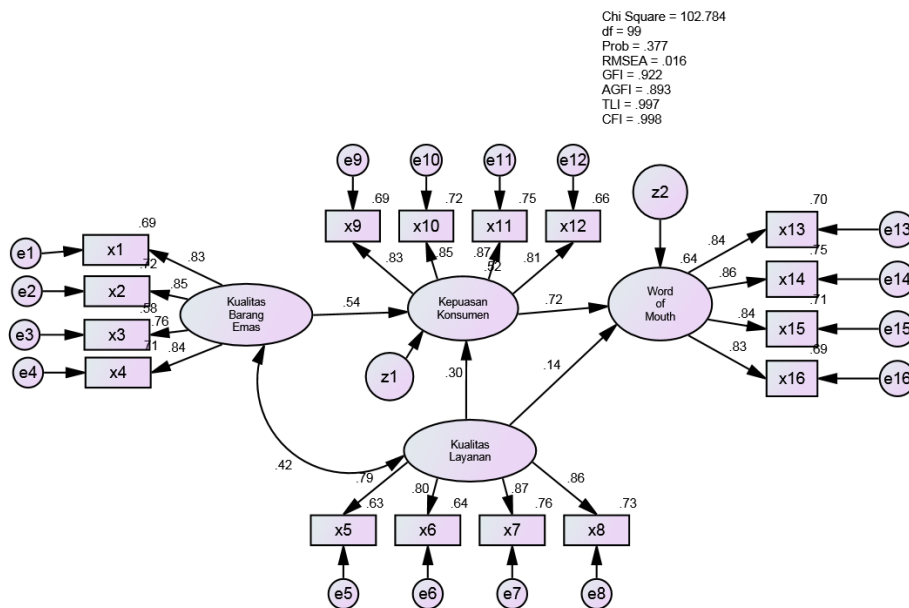 Chi Square = 102.784
df = 99
Prob = .377
RMSEA = .016
GFI = .922
AGFI = .893
TLI = .997
CFI = .998
e9
e10
e11
e12
z2
.69
.72
.75
.66
.70
x9
x10
x11
x12
x13
e13
.69
e1
x1
.83
.83
.85
.87
.81
.52
.64
.84
.75
.72
e2
x2
.85
.86
x14
e14
.58
Kualitas
Barang
Emas
.54
Kepuasan
Konsumen
.72
Word
of
Mouth
.71
e3
x3
.76
.84
x15
e15
.71
e4
x4
.84
.83
.69
x16
e16
z1
.30
.14
Kualitas
Layanan
.42
.79
.80
.87
.86
.63
.64
.76
.73
x5
x6
x7
x8
e5
e6
e7
e8